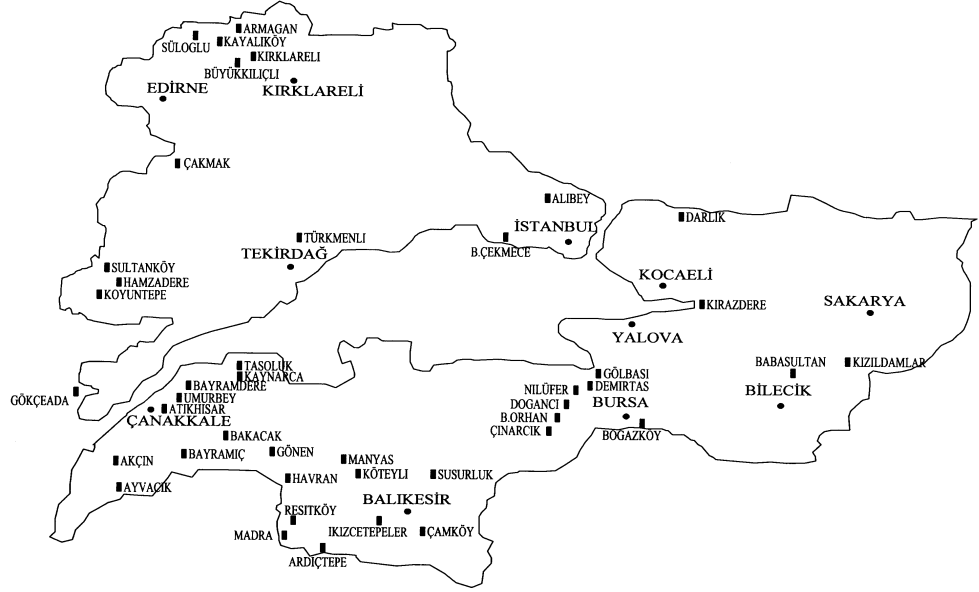 ARMAGAN
KAYALIKÖY
SÜLOGLU
KIRKLARELI
BÜYÜKKILIÇLI
EDİRNE
KIRKLARELİ
ÇAKMAK
ALIBEY
DARLIK
İSTANBUL
TÜRKMENLI
B.ÇEKMECE
TEKİRDAĞ
SULTANKÖY
HAMZADERE
KOYUNTEPE
KOCAELİ
KIRAZDERE
SAKARYA
YALOVA
TASOLUK
KAYNARCA
BABASULTAN
KIZILDAMLAR
GÖLBASI
BAYRAMDERE
DEMIRTAS
NILÜFER
BİLECİK
GÖKÇEADA
UMURBEY
ATIKHISAR
DOGANCI
BURSA
ÇANAKKALE
B.ORHAN
ÇINARCIK
BOGAZKOY
BAKACAK
BAYRAMIÇ
GÖNEN
AKÇIN
MANYAS
KÖTEYLI
SUSURLUK
HAVRAN
AYVACIK
BALIKESİR
RESITKÖY
MADRA
IKIZCETEPELER
ÇAMKÖY
ARDIÇTEPE